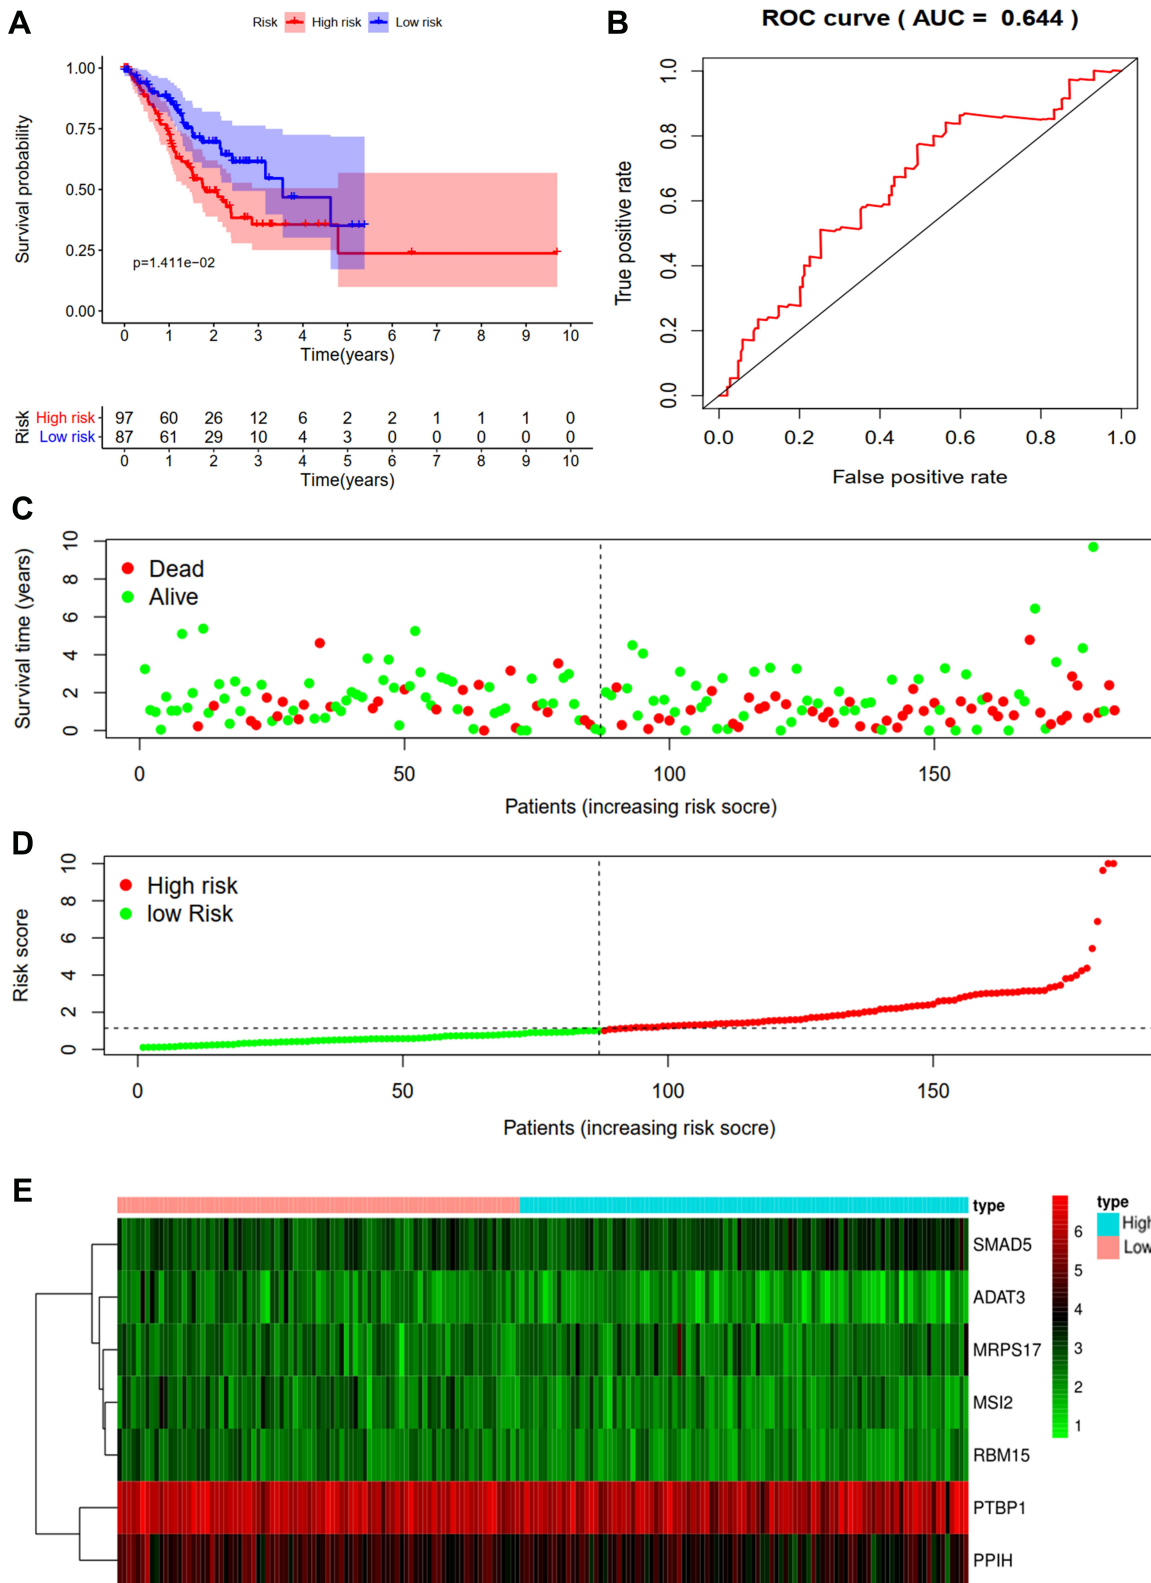 A
Risk High risk Low risk
Survival probability
1.00
0.75
0.50
0.25
0.00
p=1.411e−02
0 1 2 3 4 5 6 7 8 9 10
Time(years)
Risk
High risk 97 60 26 12 6 2 2 1 1 1 0
Low risk 87 61 29 10 4 3 0 0 0 0 0
0 1 2 3 4 5 6 7 8 9 10
Time(years)
B
ROC curve ( AUC = 0.644 )
True positive rate
1.0
0.8
0.6
0.4
0.2
0.0
0.0 0.2 0.4 0.6 0.8 1.0
False positive rate
C
Survival time (years)
10
8
6
4
2
0
Dead
Alive
0 50 100 150
Patients (increasing risk socre)
D
Risk score
10
8
6
4
2
0
High risk
low Risk
0 50 100 150
Patients (increasing risk socre)
E
type
SMAD5
ADAT3
MRPS17
MSI2
RBM15
PTBP1
PPIH
6
5
4
3
2
1
type
High
Low